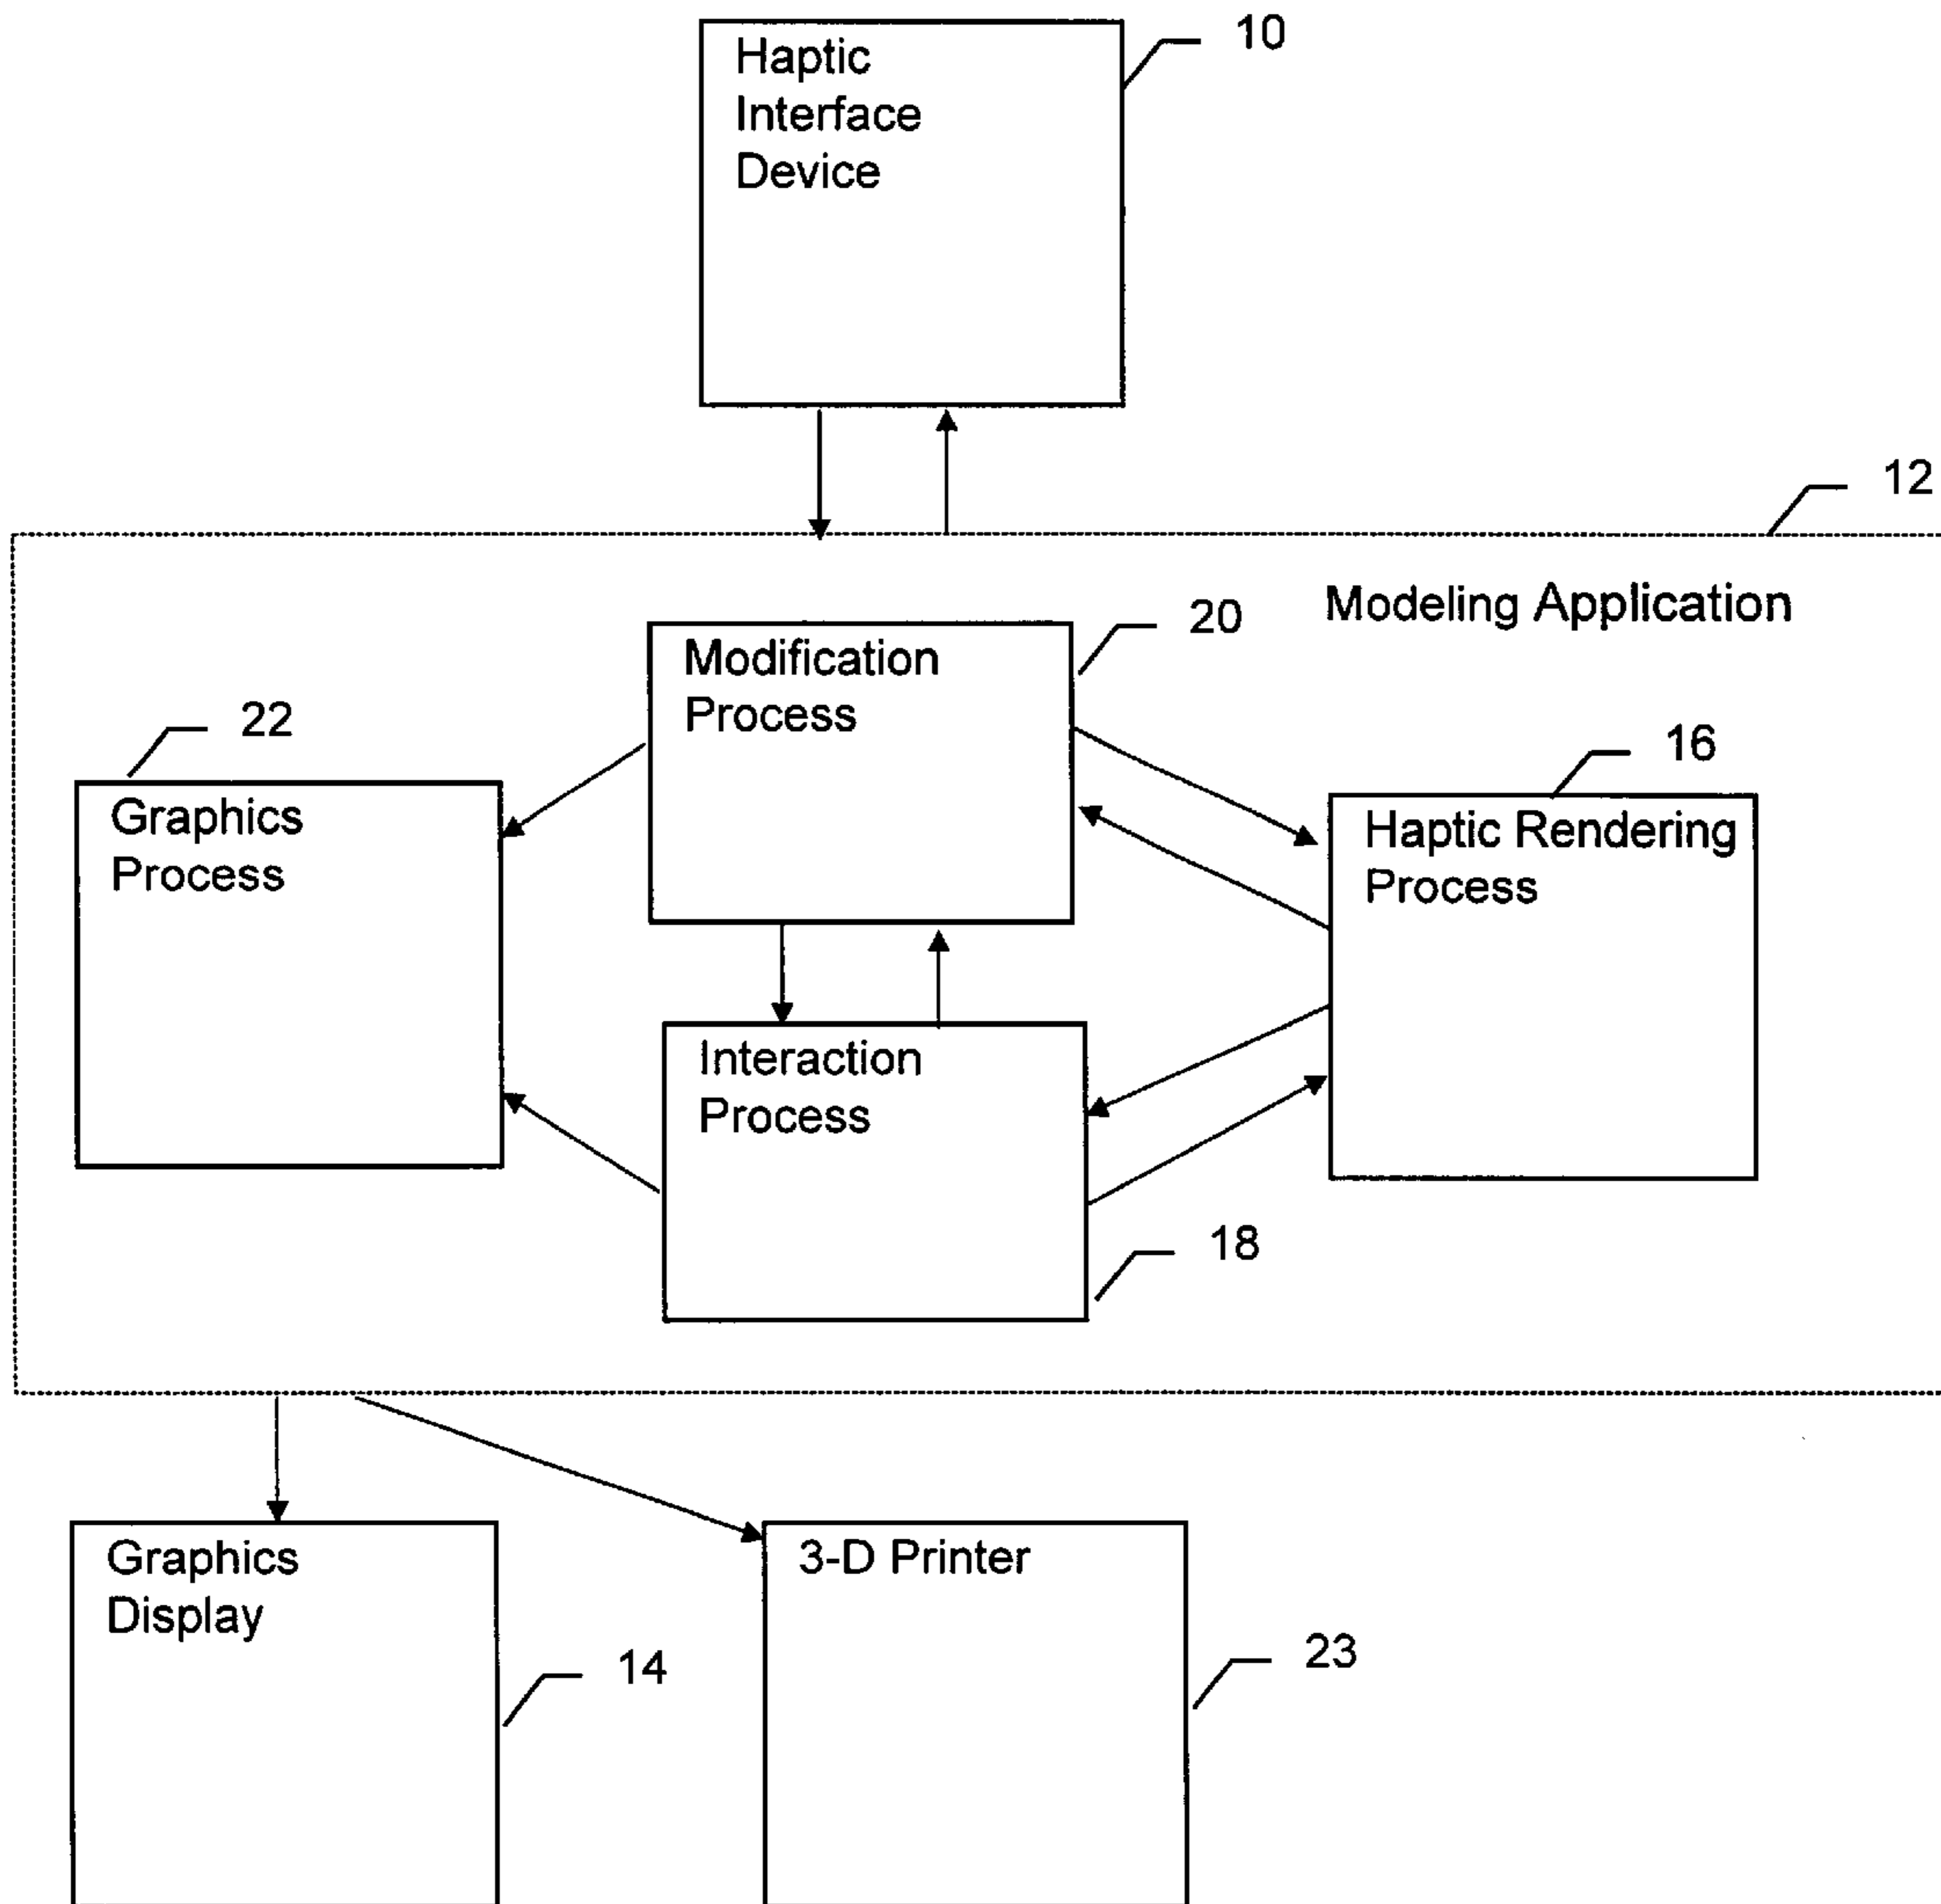 Haptic
Interface
Device
10
12
Modeling Application
20
Modification
Process
22
Graphics
Process
16
Haptic Rendering
Process
Interaction
Process
18
Graphics
Display
14
3-D Printer
23